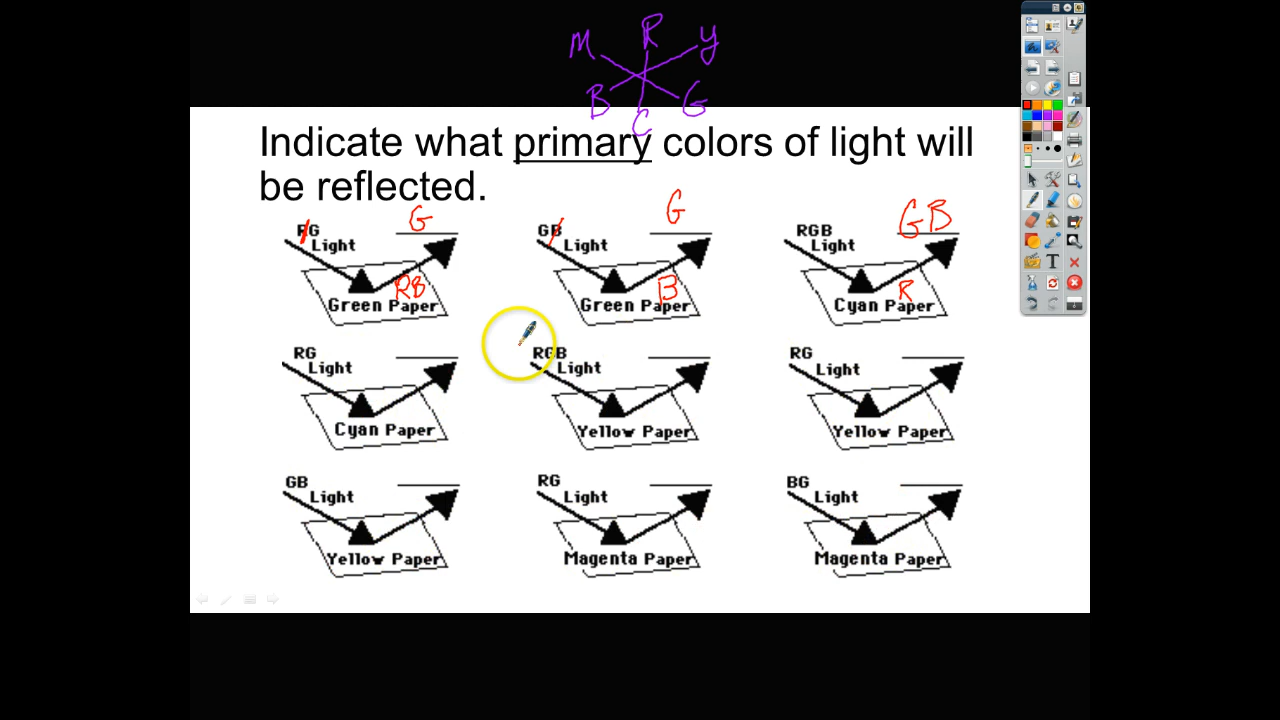 M R Y
B C G
Indicate what primary colors of light will
be reflected.
RG Light G
RB
Green Paper
GB Light G
B
Green Paper
RGB Light GB
R
Cyan Paper
RG
Light
Cyan Paper
RGB
Light
Yellow Paper
RG
Light
Yellow Paper
GB
Light
Yellow Paper
RG
Light
Magenta Paper
BG
Light
Magenta Paper
T